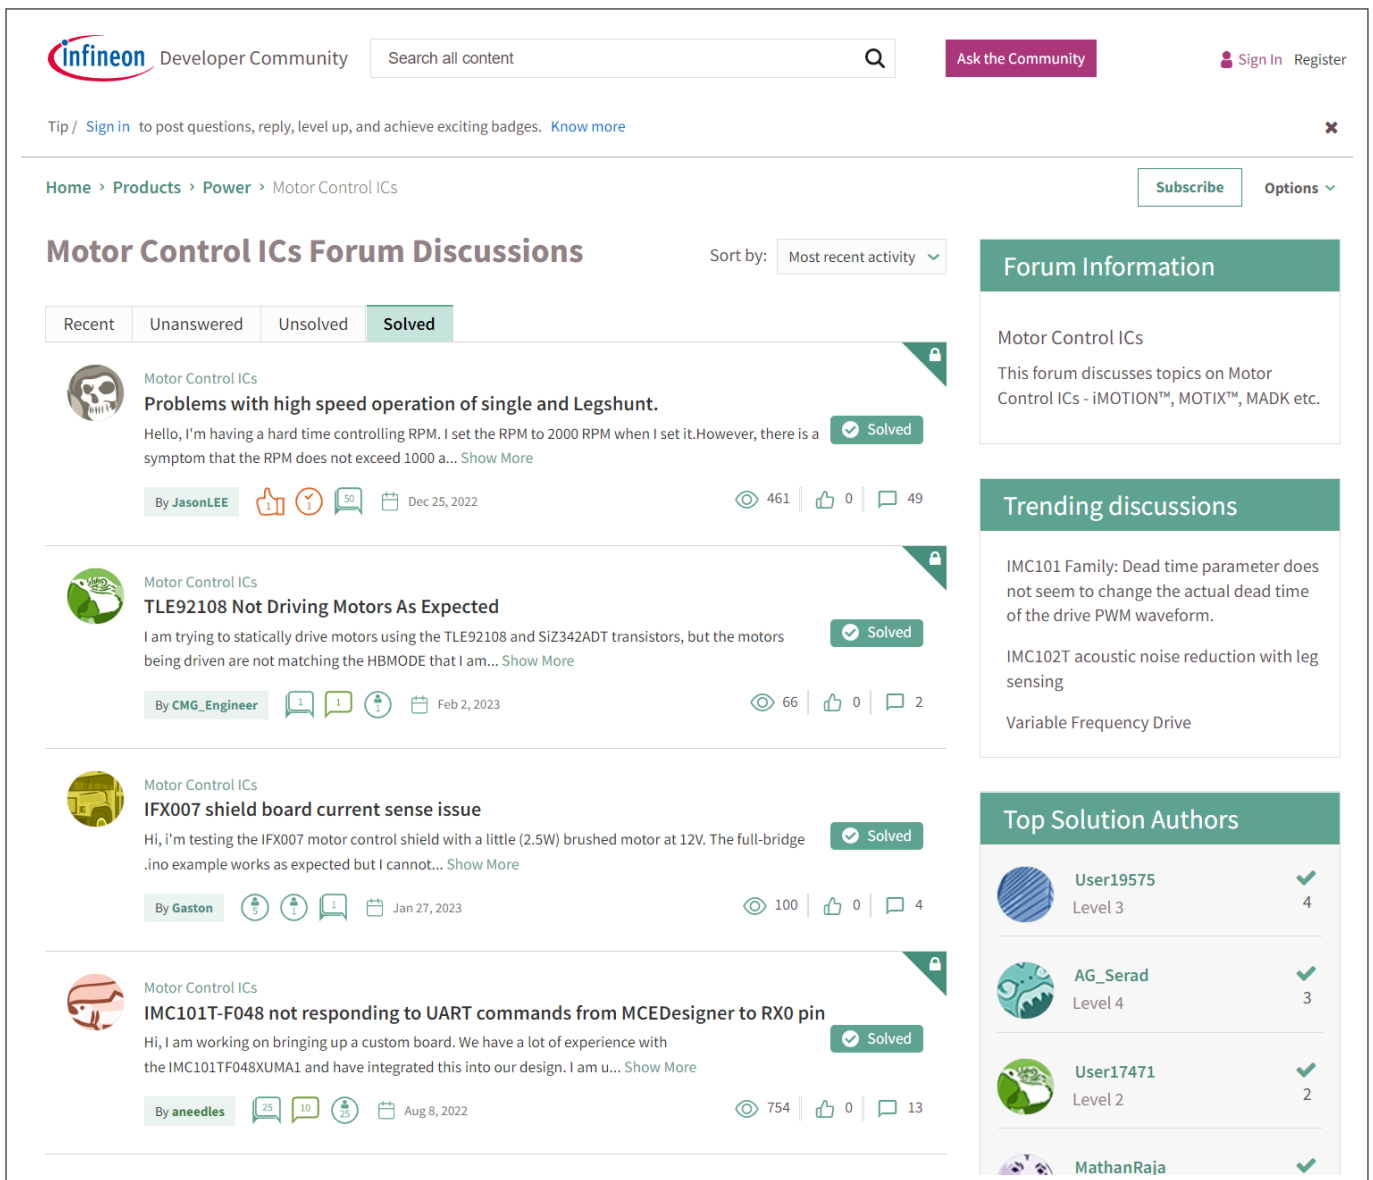 infineon Developer Community
Search all content
Ask the Community
Sign In Register
Tip / Sign in to post questions, reply, level up, and achieve exciting badges. Know more
Home › Products › Power › Motor Control ICs
Subscribe
Options
Motor Control ICs Forum Discussions
Sort by: Most recent activity
Recent Unanswered Unsolved Solved
Motor Control ICs
Problems with high speed operation of single and Legshunt.
Hello, I'm having a hard time controlling RPM. I set the RPM to 2000 RPM when I set it.However, there is a
symptom that the RPM does not exceed 1000 a... Show More
Solved
By JasonLEE 1 1 50 Dec 25, 2022 461 0 49
Motor Control ICs
TLE92108 Not Driving Motors As Expected
I am trying to statically drive motors using the TLE92108 and SiZ342ADT transistors, but the motors
being driven are not matching the HBMODE that I am... Show More
Solved
By CMG_Engineer 1 1 1 Feb 2, 2023 66 0 2
Motor Control ICs
IFX007 shield board current sense issue
Hi, i'm testing the IFX007 motor control shield with a little (2.5W) brushed motor at 12V. The full-bridge
.ino example works as expected but I cannot... Show More
Solved
By Gaston 5 1 1 Jan 27, 2023 100 0 4
Motor Control ICs
IMC101T-F048 not responding to UART commands from MCEDesigner to RX0 pin
Hi, I am working on bringing up a custom board. We have a lot of experience with
the IMC101TF048XUMA1 and have integrated this into our design. I am u... Show More
Solved
By aneedles 25 10 25 Aug 8, 2022 754 0 13
Forum Information
Motor Control ICs
This forum discusses topics on Motor
Control ICs - iMOTION™, MOTIX™, MADK etc.
Trending discussions
IMC101 Family: Dead time parameter does
not seem to change the actual dead time
of the drive PWM waveform.
IMC102T acoustic noise reduction with leg
sensing
Variable Frequency Drive
Top Solution Authors
User19575
Level 3 4
AG_Serad
Level 4 3
User17471
Level 2 2
MathanRaja